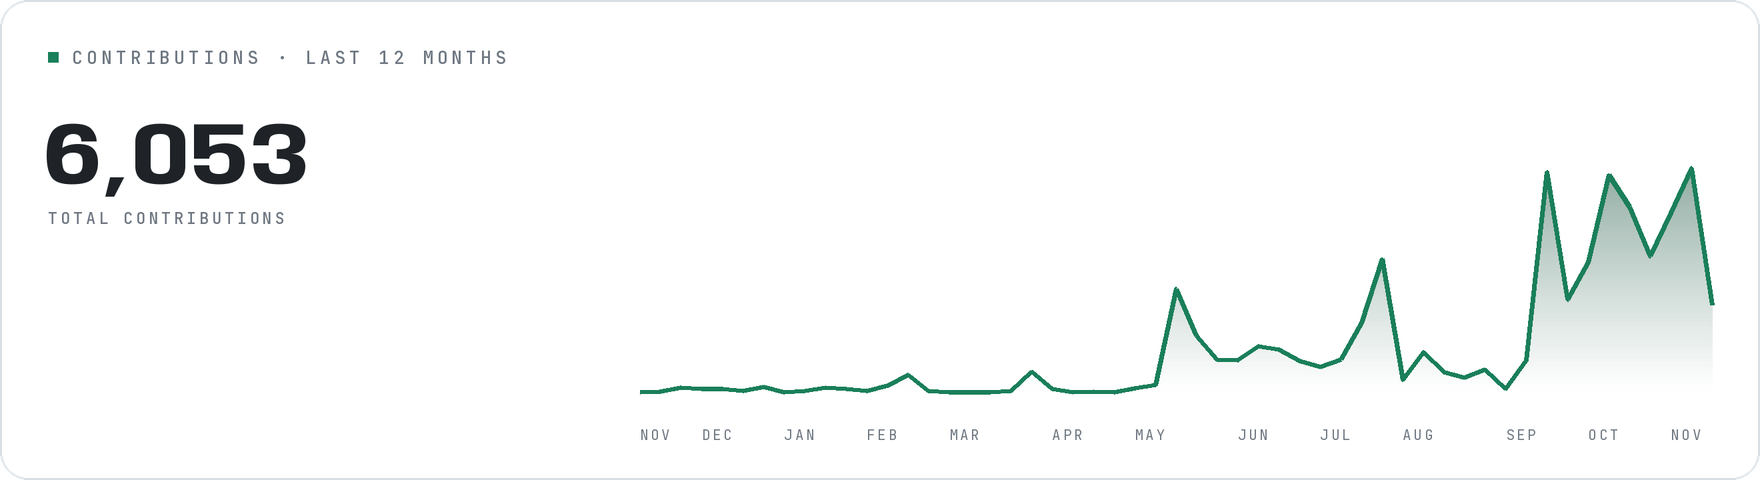 CONTRIBUTIONS · LAST 12 MONTHS
6,053
TOTAL CONTRIBUTIONS
NOV DEC JAN FEB MAR APR MAY JUN JUL AUG SEP OCT NOV